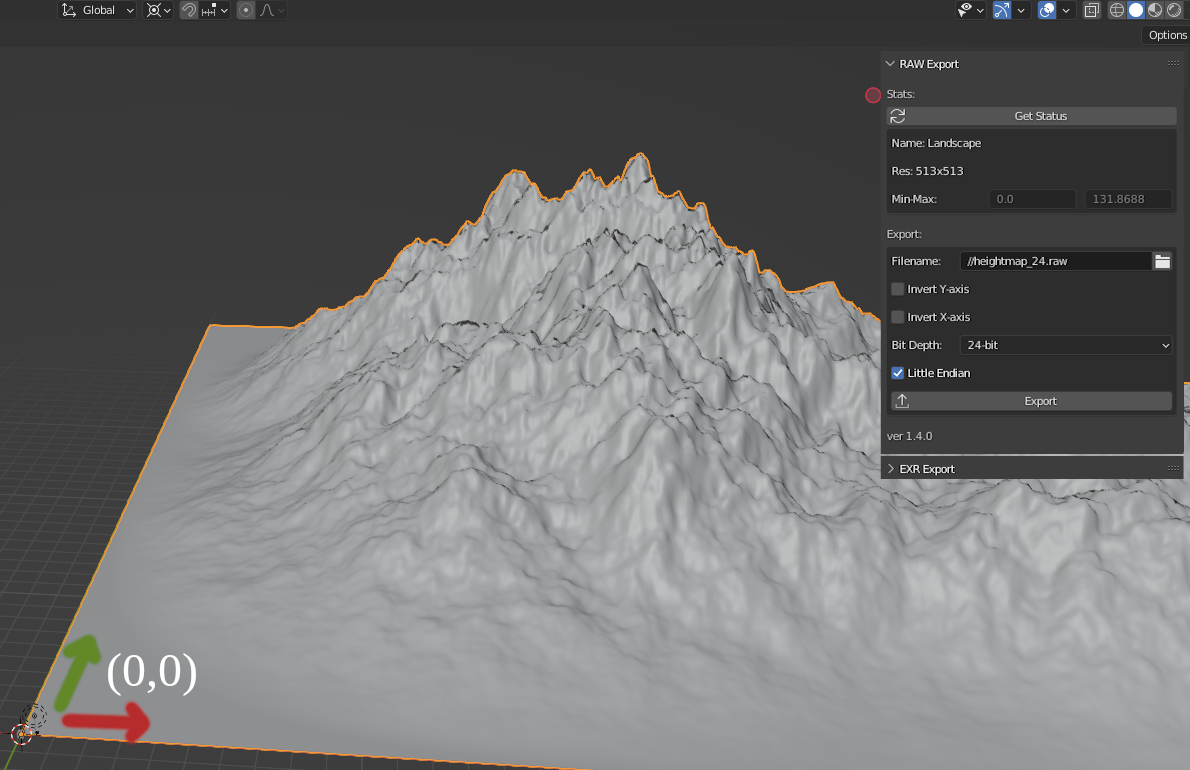 Global
Options
RAW Export
Stats:
Get Status
Name: Landscape
Res: 513x513
Min-Max: 0.0 131.8688
Export:
Filename: //heightmap_24.raw
Invert Y-axis
Invert X-axis
Bit Depth: 24-bit
Little Endian
Export
ver 1.4.0
EXR Export
(0,0)